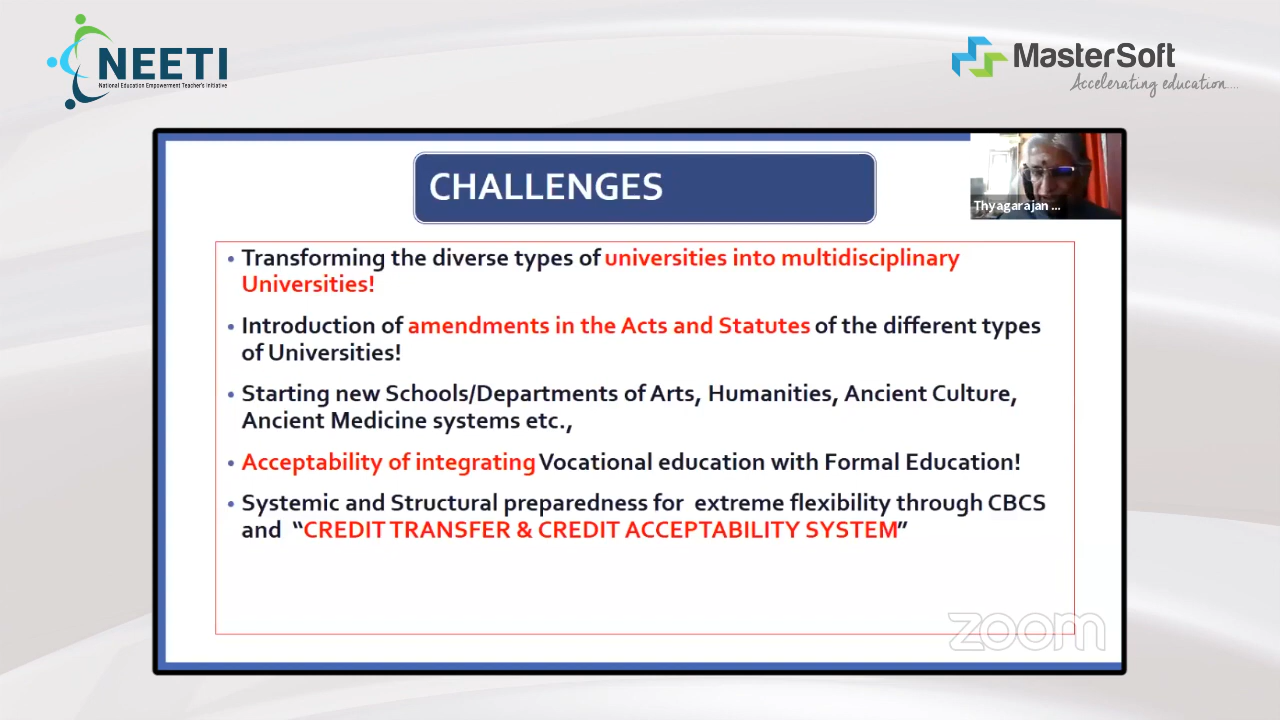 NEETI
National Education Empowerment Teacher's Initiative
MasterSoft
Accelerating education....
CHALLENGES
Thyagarajan ...
• Transforming the diverse types of universities into multidisciplinary
Universities!
• Introduction of amendments in the Acts and Statutes of the different types
of Universities!
• Starting new Schools/Departments of Arts, Humanities, Ancient Culture,
Ancient Medicine systems etc.,
• Acceptability of integrating Vocational education with Formal Education!
• Systemic and Structural preparedness for extreme flexibility through CBCS
and “CREDIT TRANSFER & CREDIT ACCEPTABILITY SYSTEM”
zoom